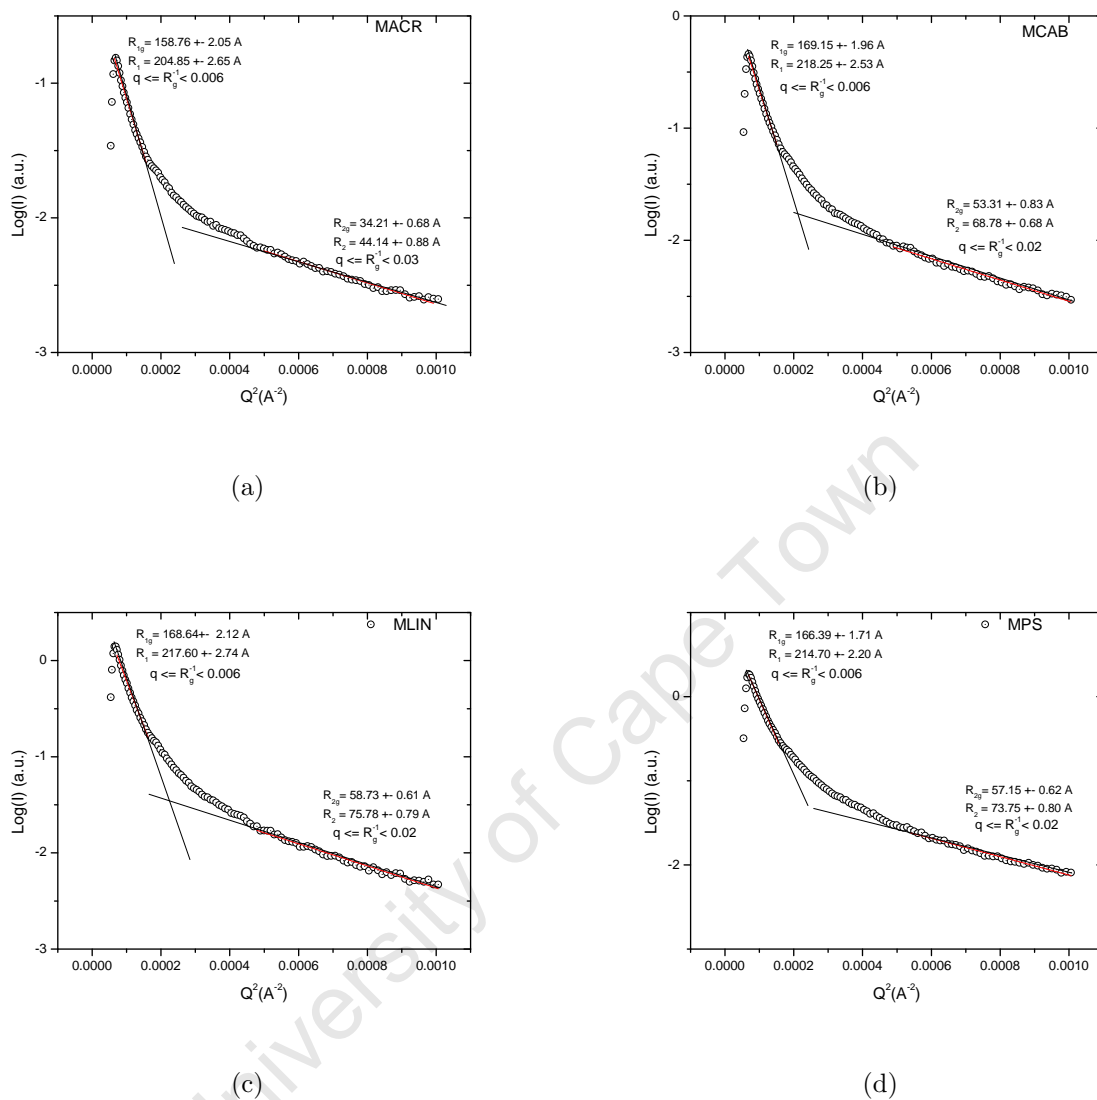 MACR
R1g= 158.76 +- 2.05 A
R1 = 204.85 +- 2.65 A
q <= Rg-1< 0.006
-1
-2
-3
Log(I) (a.u.)
R2g= 34.21 +- 0.68 A
R2 = 44.14 +- 0.88 A
q <= Rg-1< 0.03
0.0000 0.0002 0.0004 0.0006 0.0008 0.0010
Q2(A-2)
(a)
MCAB
R1g= 169.15 +- 1.96 A
R1 = 218.25 +- 2.53 A
q <= Rg-1< 0.006
0
-1
-2
-3
Log(I) (a.u.)
R2g= 53.31 +- 0.83 A
R2 = 68.78 +- 0.68 A
q <= Rg-1< 0.02
0.0000 0.0002 0.0004 0.0006 0.0008 0.0010
Q2(A-2)
(b)
MLIN
R1g= 168.64+- 2.12 A
R1 = 217.60 +- 2.74 A
q <= Rg-1< 0.006
0
-1
-2
-3
Log(I) (a.u.)
R2g= 58.73 +- 0.61 A
R2 = 75.78 +- 0.79 A
q <= Rg-1< 0.02
0.0000 0.0002 0.0004 0.0006 0.0008 0.0010
Q2(A-2)
(c)
MPS
R1g= 166.39 +- 1.71 A
R1 = 214.70 +- 2.20 A
q <= Rg-1< 0.006
0
-2
Log(I) (a.u.)
R2g= 57.15 +- 0.62 A
R2 = 73.75 +- 0.80 A
q <= Rg-1< 0.02
0.0000 0.0002 0.0004 0.0006 0.0008 0.0010
Q2(A-2)
(d)
niversity of Cape Town